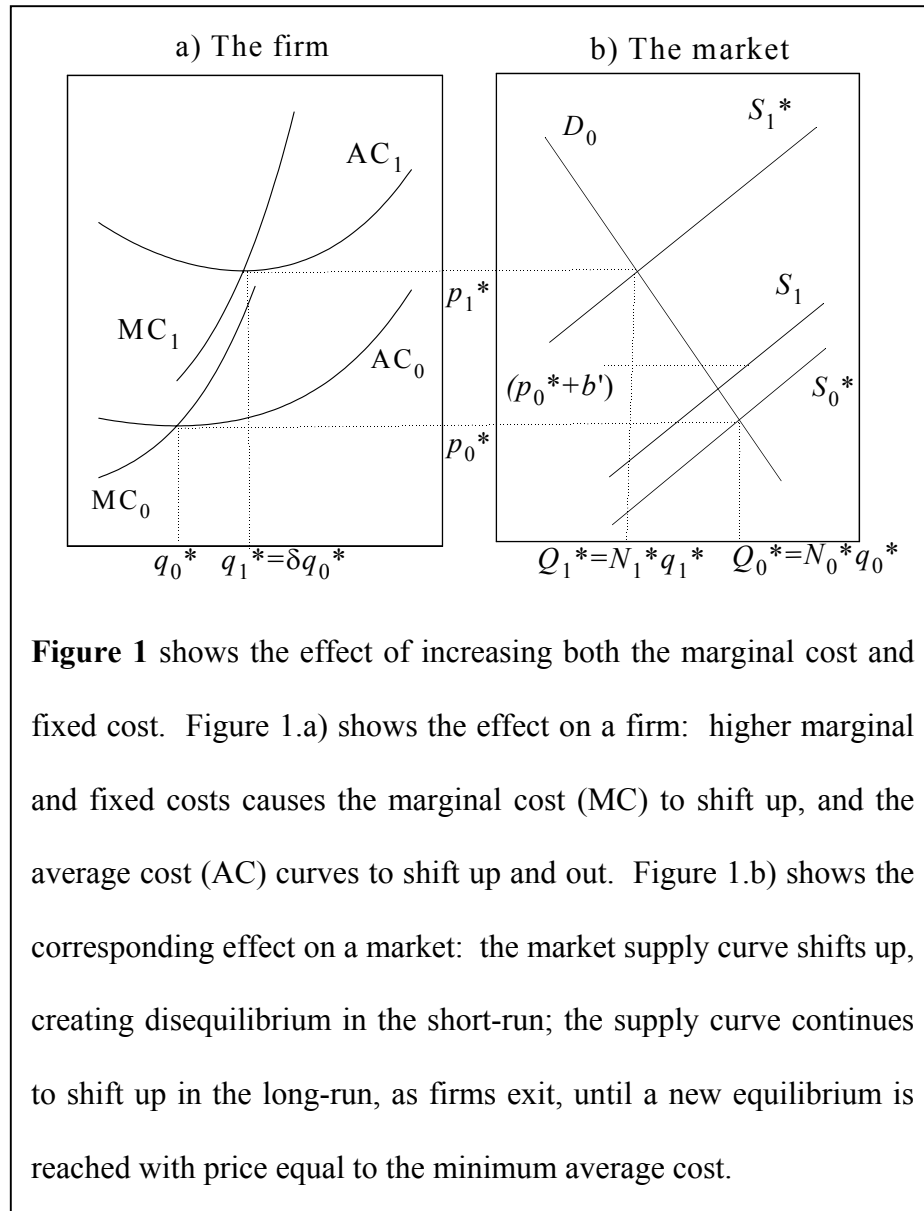 a) The firm
b) The market
D0
S1*
AC1
S1
p1*
MC1
AC0
(p0*+b')
S0*
p0*
MC0
q0*
q1*=δq0*
Q1*=N1*q1*
Q0*=N0*q0*
Figure 1 shows the effect of increasing both the marginal cost and
fixed cost. Figure 1.a) shows the effect on a firm: higher marginal
and fixed costs causes the marginal cost (MC) to shift up, and the
average cost (AC) curves to shift up and out. Figure 1.b) shows the
corresponding effect on a market: the market supply curve shifts up,
creating disequilibrium in the short-run; the supply curve continues
to shift up in the long-run, as firms exit, until a new equilibrium is
reached with price equal to the minimum average cost.